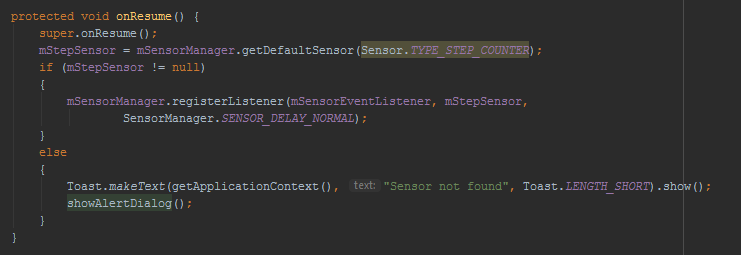 protected void onResume() {
super.onResume();
mStepSensor = mSensorManager.getDefaultSensor(Sensor.TYPE_STEP_COUNTER);
if (mStepSensor != null)
{
mSensorManager.registerListener(mSensorEventListener, mStepSensor,
SensorManager.SENSOR_DELAY_NORMAL);
}
else
{
Toast.makeText(getApplicationContext(), text: "Sensor not found", Toast.LENGTH_SHORT).show();
showAlertDialog();
}
}